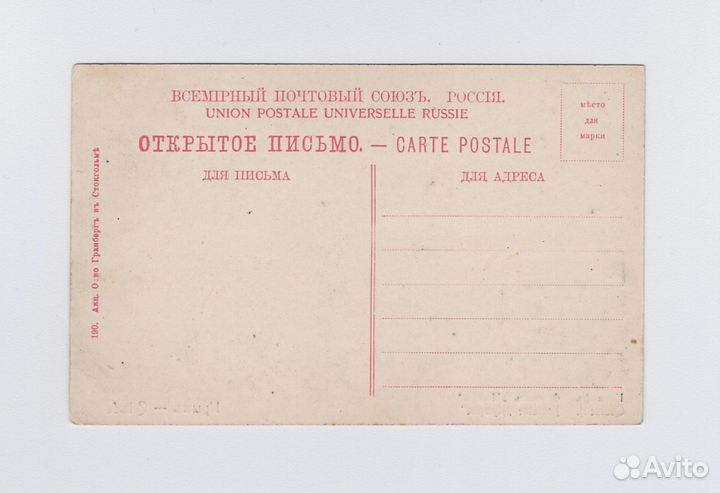 ВСЕМІРНЫЙ ПОЧТОВЫЙ СОЮЗЪ. РОССІЯ.
UNION POSTALE UNIVERSELLE RUSSIE
ОТКРЫТОЕ ПИСЬМО. — CARTE POSTALE
мѣсто
для
марки
ДЛЯ ПИСЬМА
ДЛЯ АДРЕСА
190. Акц. О-во Гранбергъ въ Стокгольмѣ
Avito